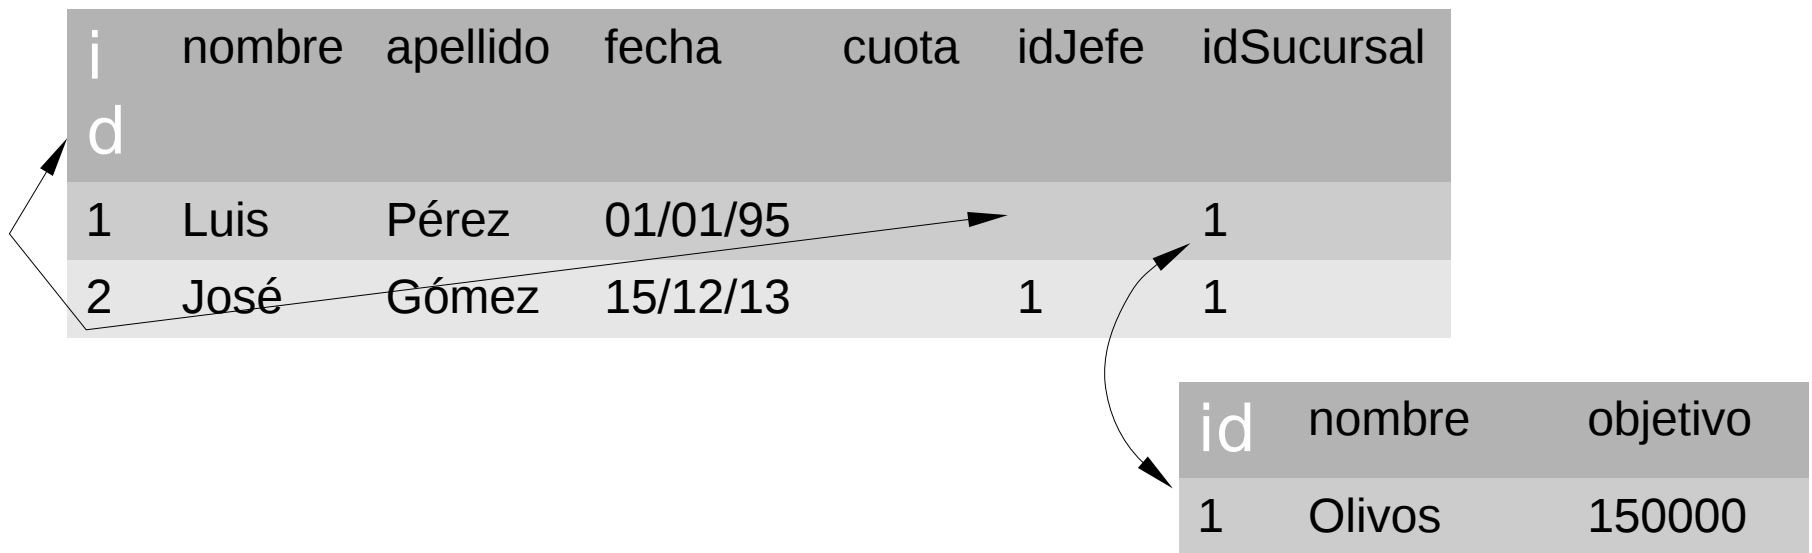 id nombre apellido fecha cuota idJefe idSucursal
1 Luis Pérez 01/01/95 1
2 José Gómez 15/12/13 1 1
id nombre objetivo
1 Olivos 150000